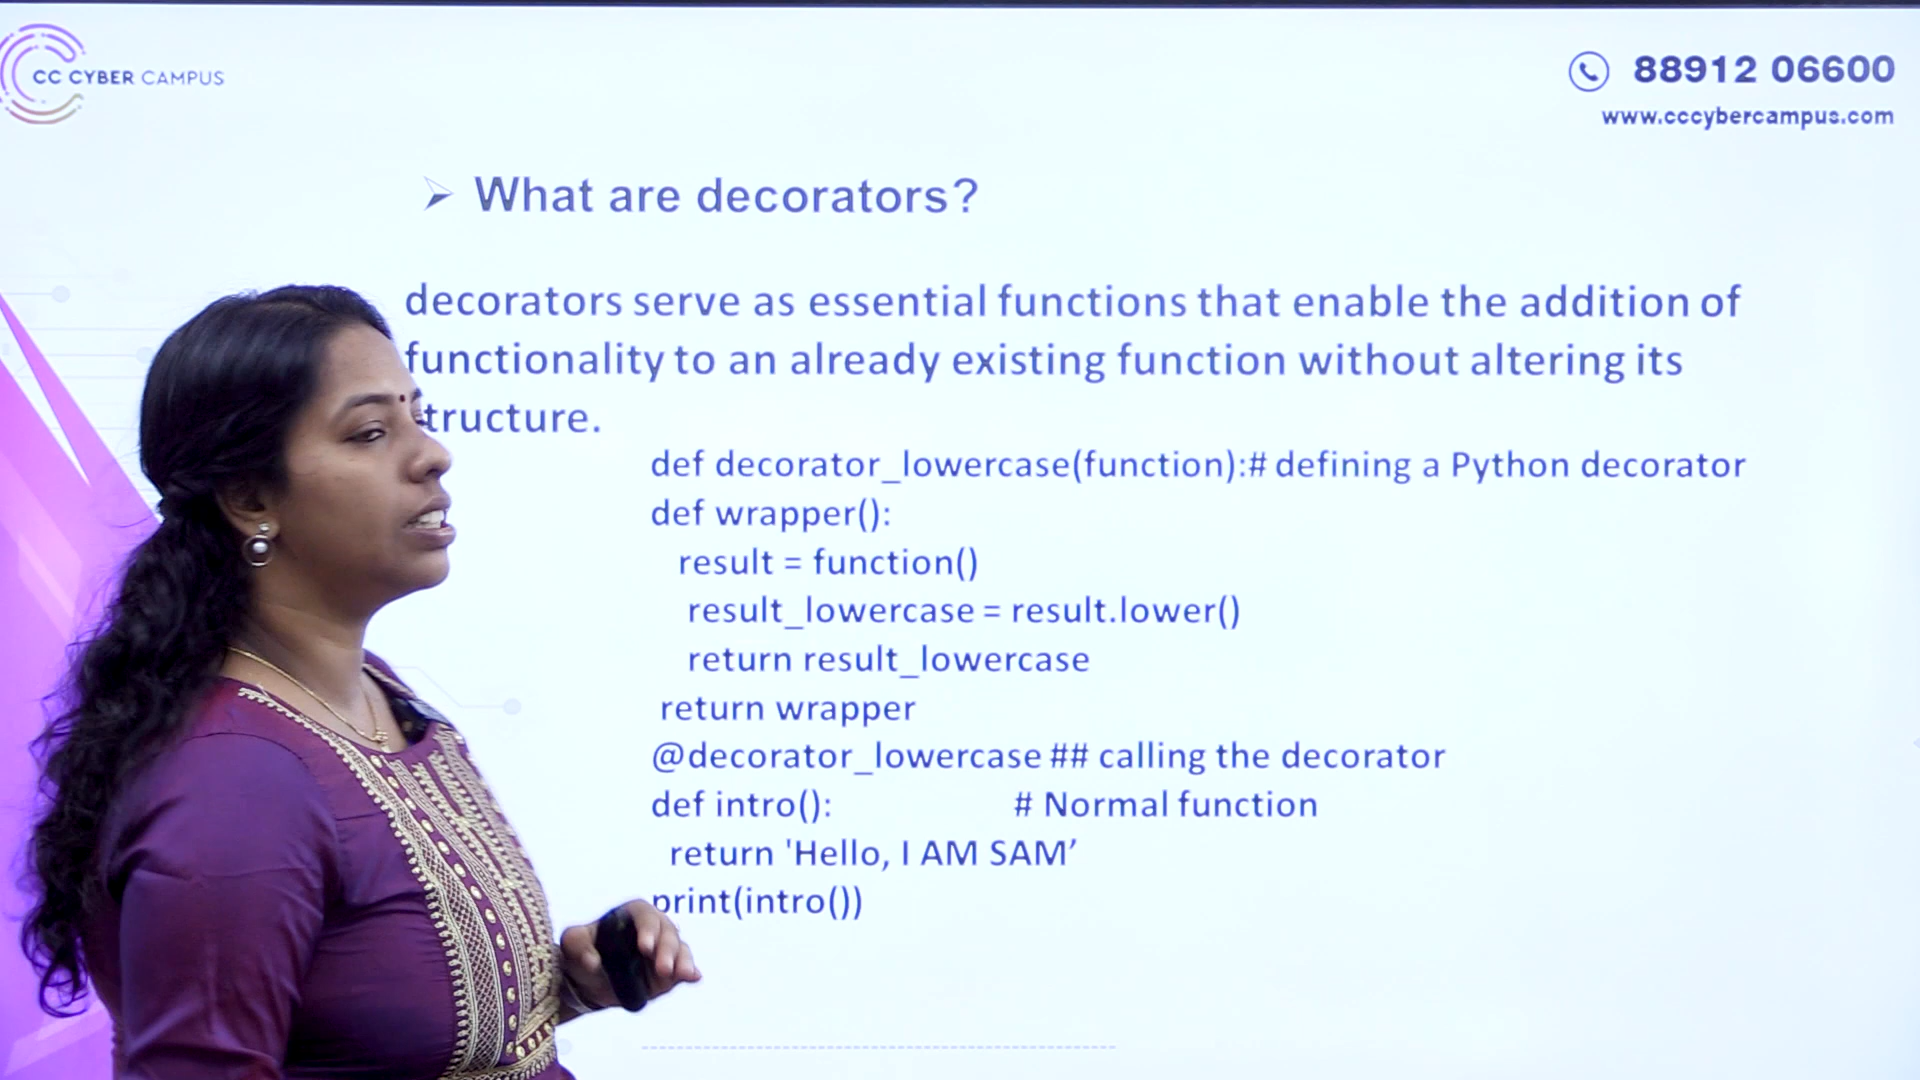 CC CYBER CAMPUS
88912 06600
www.cccybercampus.com
➤ What are decorators?
decorators serve as essential functions that enable the addition of
functionality to an already existing function without altering its
structure.
def decorator_lowercase(function):# defining a Python decorator
def wrapper():
result = function()
result_lowercase = result.lower()
return result_lowercase
return wrapper
@decorator_lowercase ## calling the decorator
def intro(): # Normal function
return 'Hello, I AM SAM’
print(intro())